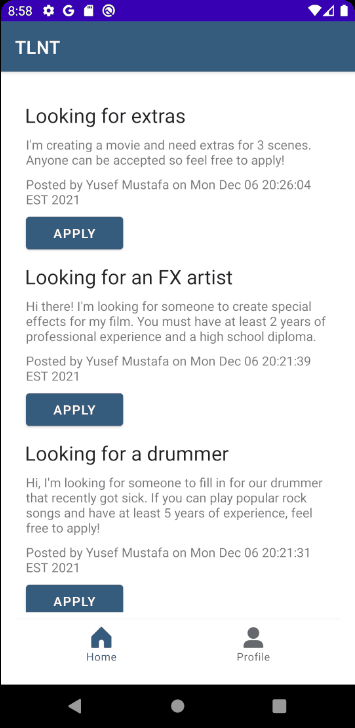 8:58
TLNT
Looking for extras
I'm creating a movie and need extras for 3 scenes.
Anyone can be accepted so feel free to apply!
Posted by Yusef Mustafa on Mon Dec 06 20:26:04
EST 2021
APPLY
Looking for an FX artist
Hi there! I'm looking for someone to create special
effects for my film. You must have at least 2 years of
professional experience and a high school diploma.
Posted by Yusef Mustafa on Mon Dec 06 20:21:39
EST 2021
APPLY
Looking for a drummer
Hi, I'm looking for someone to fill in for our drummer
that recently got sick. If you can play popular rock
songs and have at least 5 years of experience, feel
free to apply!
Posted by Yusef Mustafa on Mon Dec 06 20:21:31
EST 2021
APPLY
Home Profile